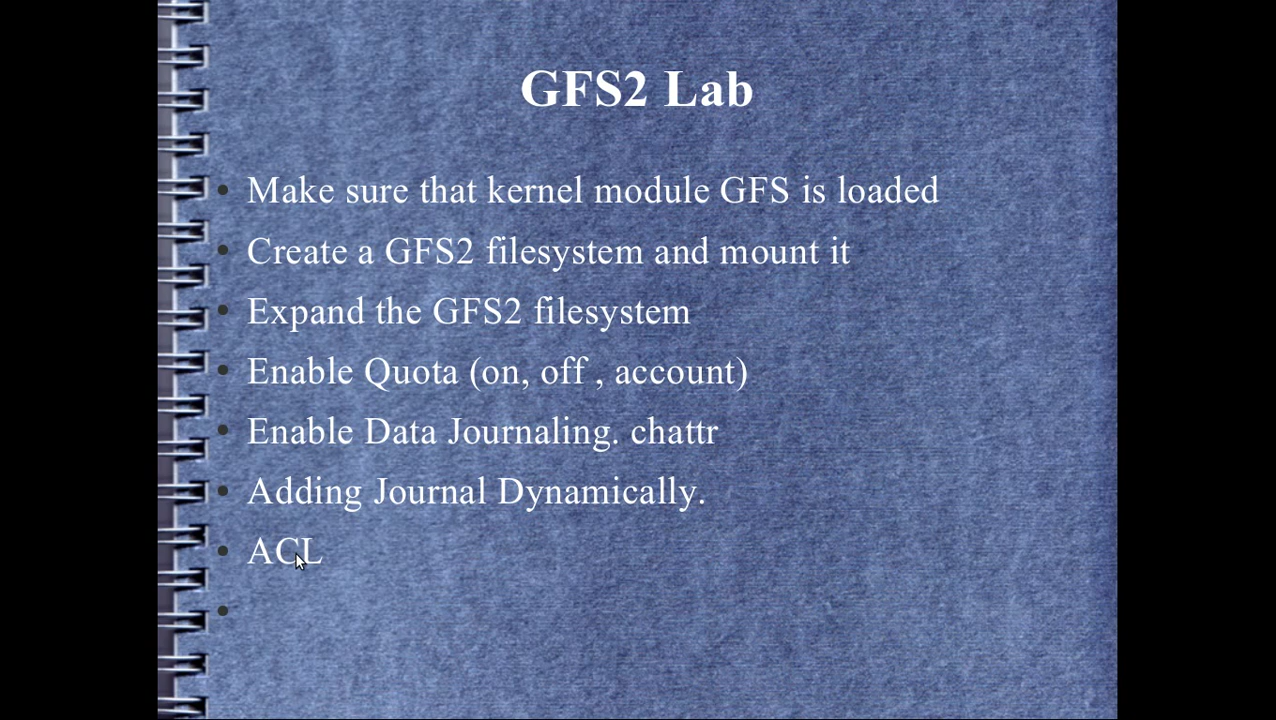 GFS2 Lab
• Make sure that kernel module GFS is loaded
• Create a GFS2 filesystem and mount it
• Expand the GFS2 filesystem
• Enable Quota (on, off , account)
• Enable Data Journaling. chattr
• Adding Journal Dynamically.
• ACL
•